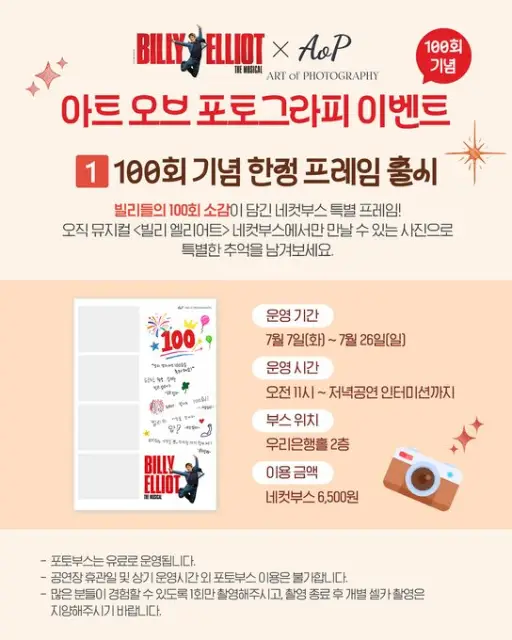 BILLY ELLIOT
THE MUSICAL
×
AoP
ART of PHOTOGRAPHY
100회
기념
아트 오브 포토그라피 이벤트
1 100회 기념 한정 프레임 출시
빌리들의 100회 소감이 담긴 네컷부스 특별 프레임!
오직 뮤지컬 <빌리 엘리어트> 네컷부스에서만 만날 수 있는 사진으로
특별한 추억을 남겨보세요.
100
BILLY
ELLIOT
THE MUSICAL
운영 기간
7월 7일(화) ~ 7월 26일(일)
운영 시간
오전 11시 ~ 저녁공연 인터미션까지
부스 위치
우리은행홀 2층
이용 금액
네컷부스 6,500원
- 포토부스는 유료로 운영됩니다.
- 공연장 휴관일 및 상기 운영시간 외 포토부스 이용은 불가합니다.
- 많은 분들이 경험할 수 있도록 1회만 촬영해주시고, 촬영 종료 후 개별 셀카 촬영은
지양해주시기 바랍니다.